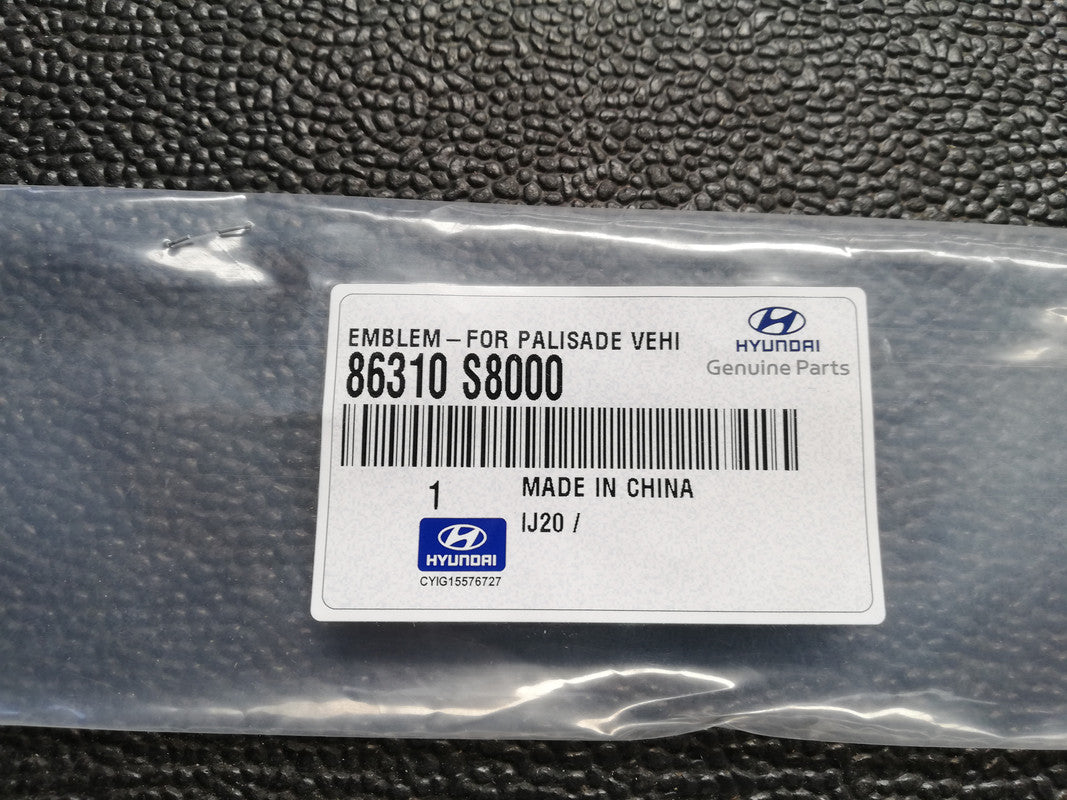 EMBLEM-FOR PALISADE VEHI
86310 S8000
HYUNDAI
Genuine Parts
1
MADE IN CHINA
IJ20 /
HYUNDAI
CYIG15576727